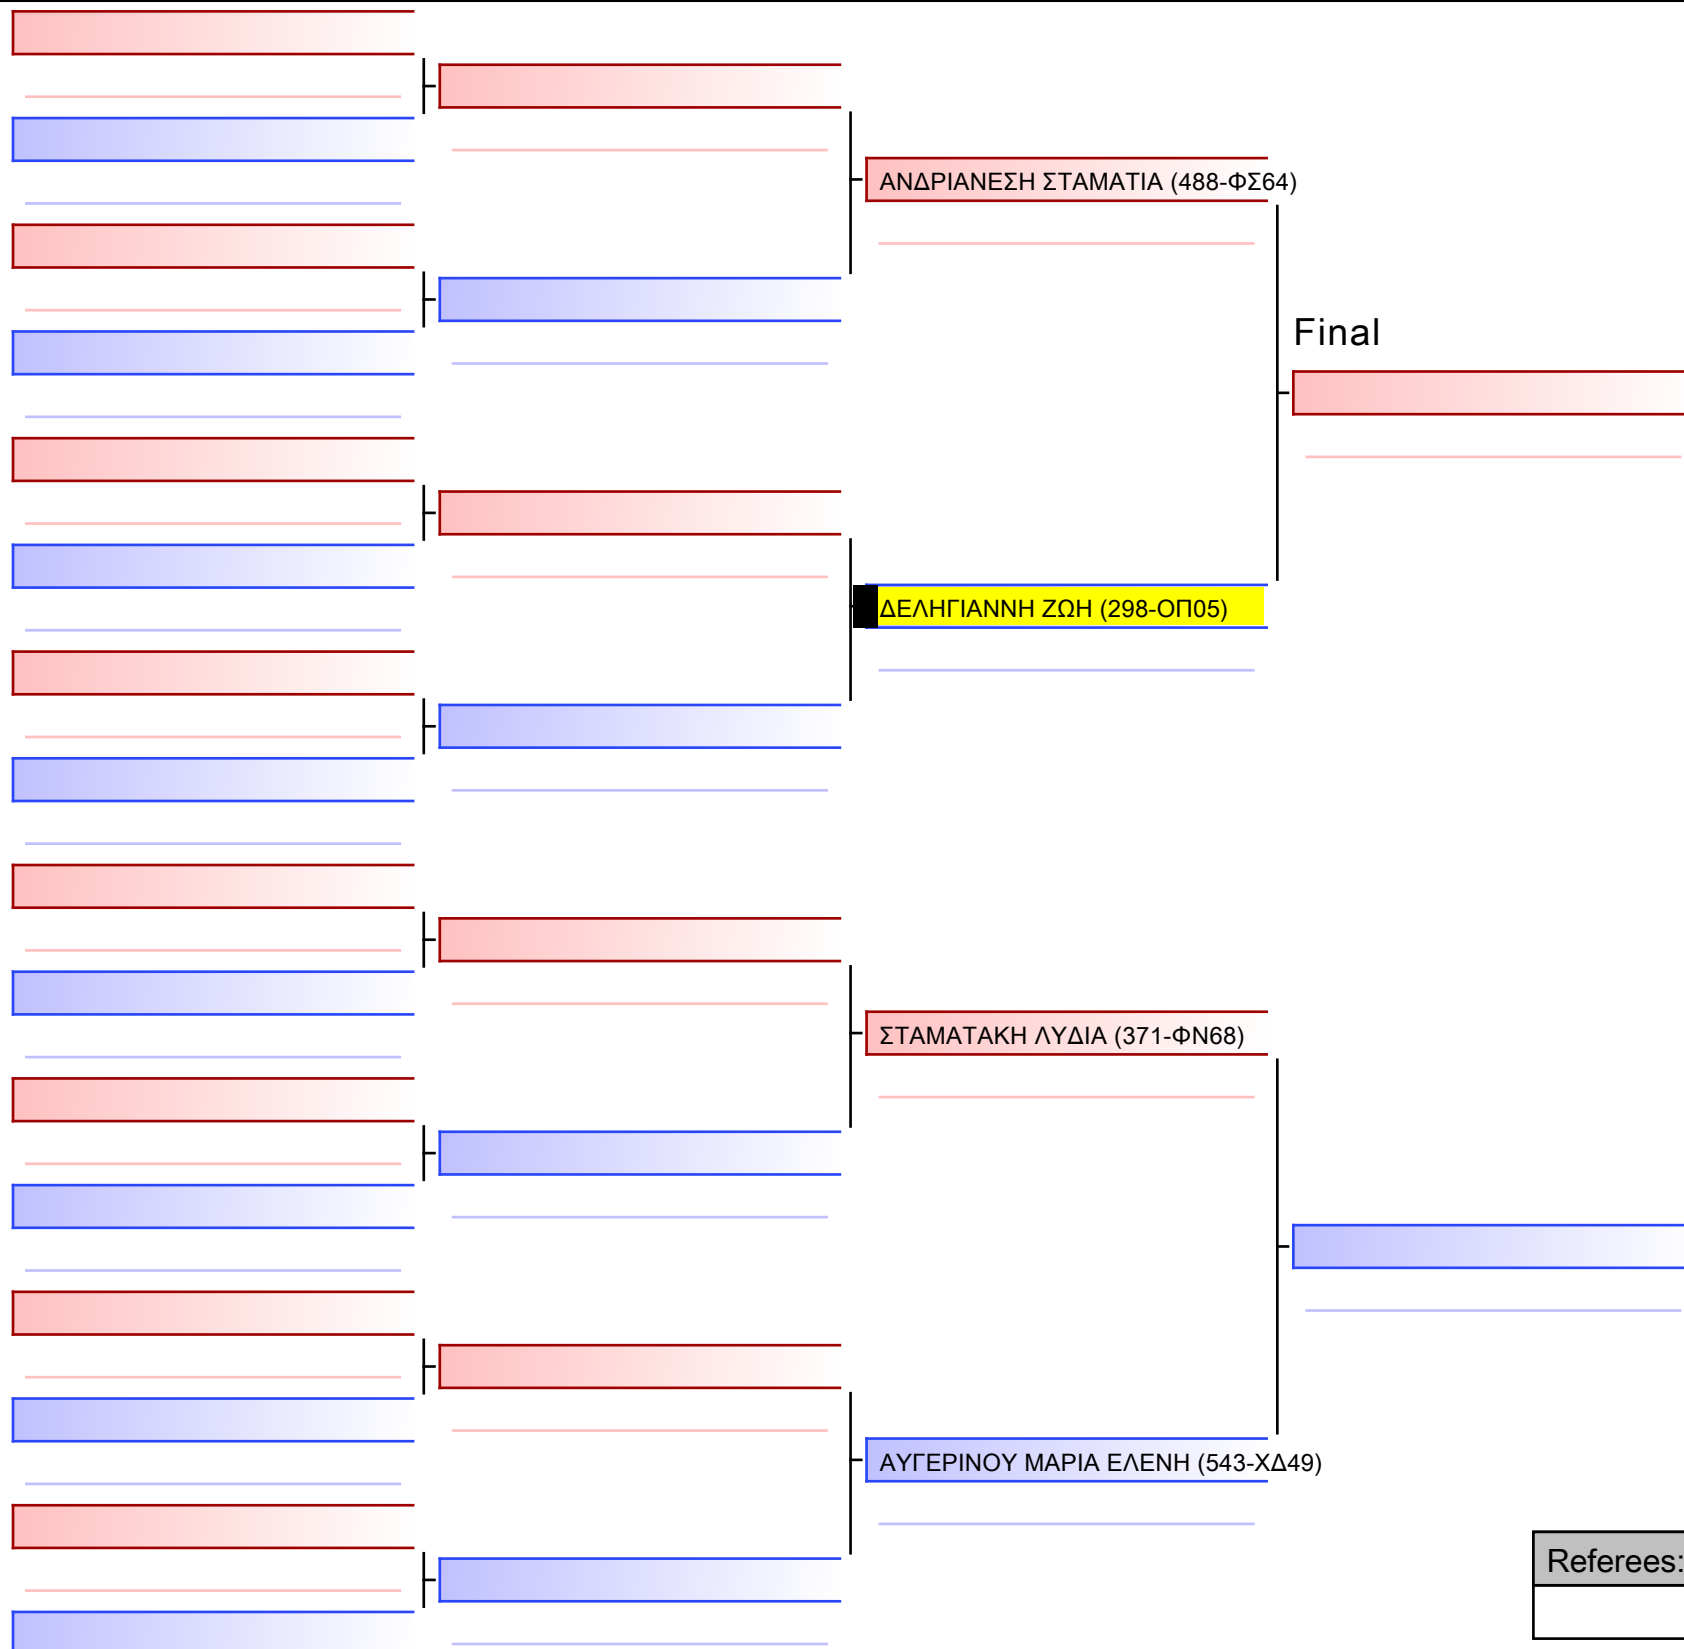 ΑΝΔΡΙΑΝΕΣΗ ΣΤΑΜΑΤΙΑ (488-ΦΣ64)
Final
ΔΕΛΗΓΙΑΝΝΗ ΖΩΗ (298-ΟΠ05)
ΣΤΑΜΑΤΑΚΗ ΛΥΔΙΑ (371-ΦΝ68)
ΑΥΓΕΡΙΝΟΥ ΜΑΡΙΑ ΕΛΕΝΗ (543-ΧΔ49)
Referees: